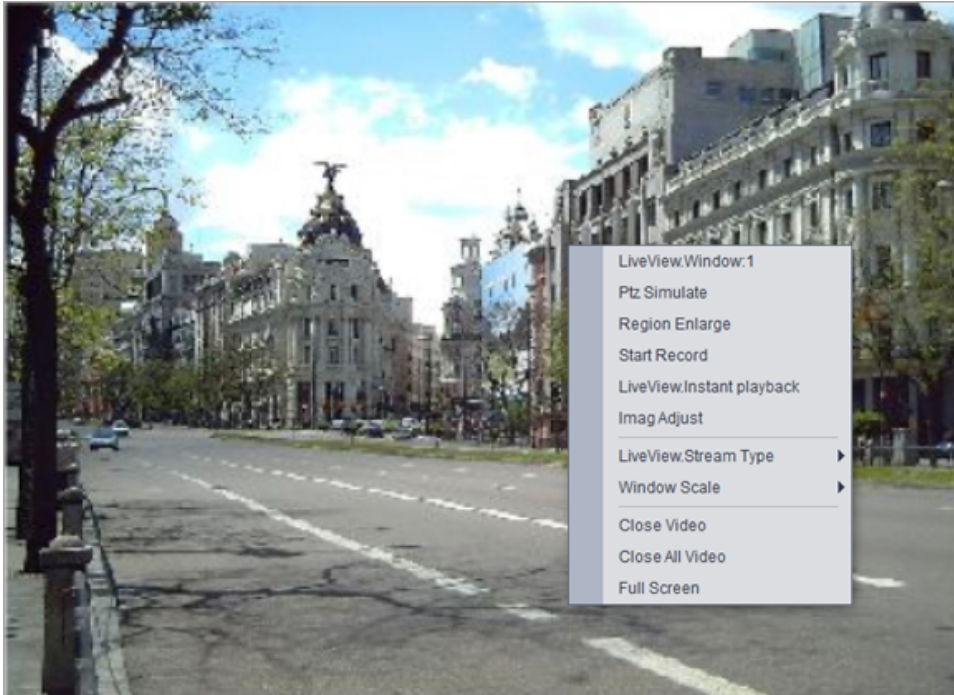 LiveView.Window:1
Ptz Simulate
Region Enlarge
Start Record
LiveView.Instant playback
Imag Adjust
LiveView.Stream Type
Window Scale
Close Video
Close All Video
Full Screen